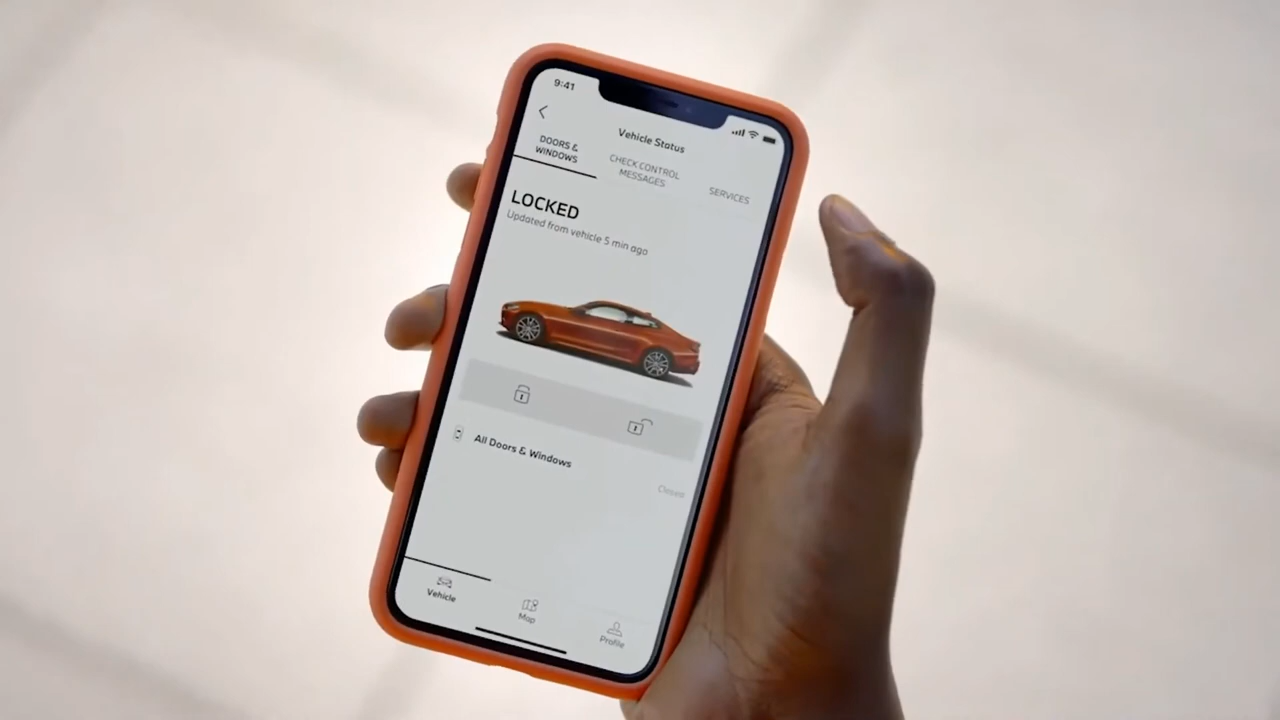 9:41
Vehicle Status
DOORS &
WINDOWS
CHECK CONTROL
MESSAGES
SERVICES
LOCKED
Updated from vehicle 5 min ago
All Doors & Windows
Closed
Vehicle
Map
Profile